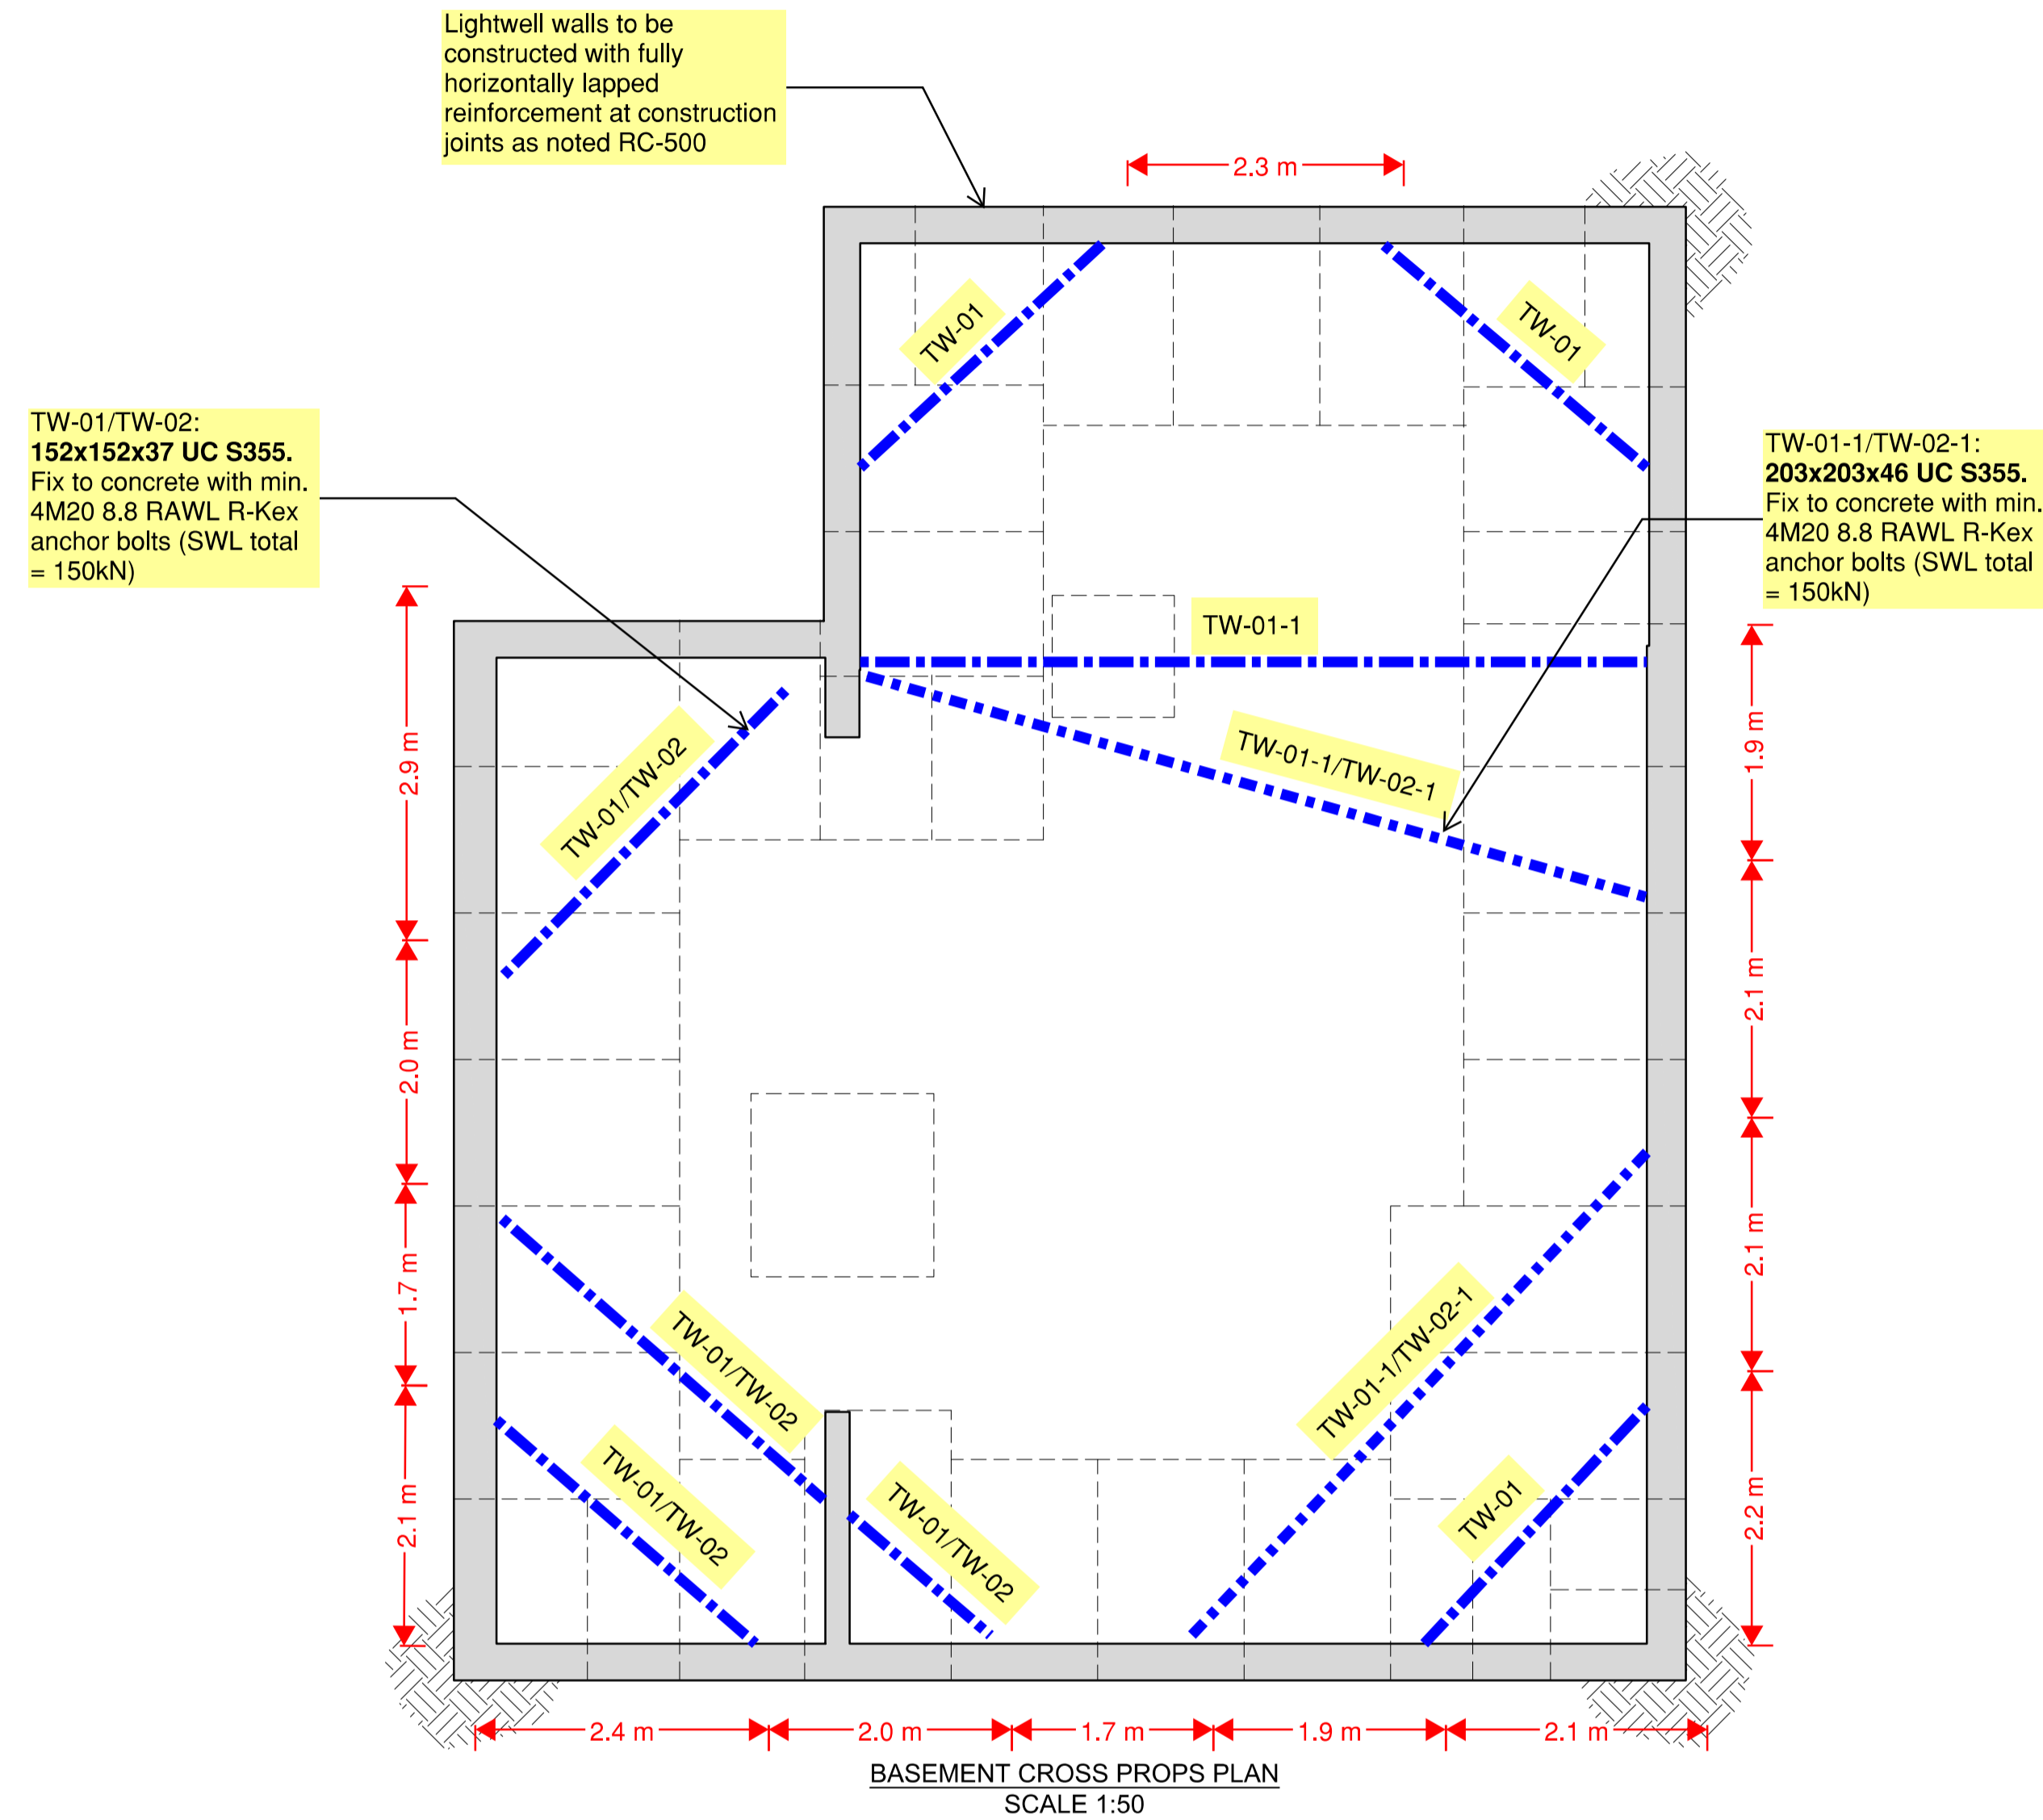 Lightwell walls to be
constructed with fully
horizontally lapped
reinforcement at construction
joints as noted RC-500
2.3 m
TW-01
TW-01
TW-01/TW-02:
152x152x37 UC S355.
Fix to concrete with min.
4M20 8.8 RAWL R-Kex
anchor bolts (SWL total
= 150kN)
TW-01-1/TW-02-1:
203x203x46 UC S355.
Fix to concrete with min.
4M20 8.8 RAWL R-Kex
anchor bolts (SWL total
= 150kN)
TW-01-1
TW-01-1/TW-02-1
TW-01/TW-02
2.9 m
1.9 m
2.0 m
2.1 m
1.7 m
2.1 m
TW-01/TW-02
TW-01-1/TW-02-1
TW-01/TW-02
TW-01/TW-02
TW-01
2.1 m
2.2 m
2.4 m
2.0 m
1.7 m
1.9 m
2.1 m
BASEMENT CROSS PROPS PLAN
SCALE 1:50